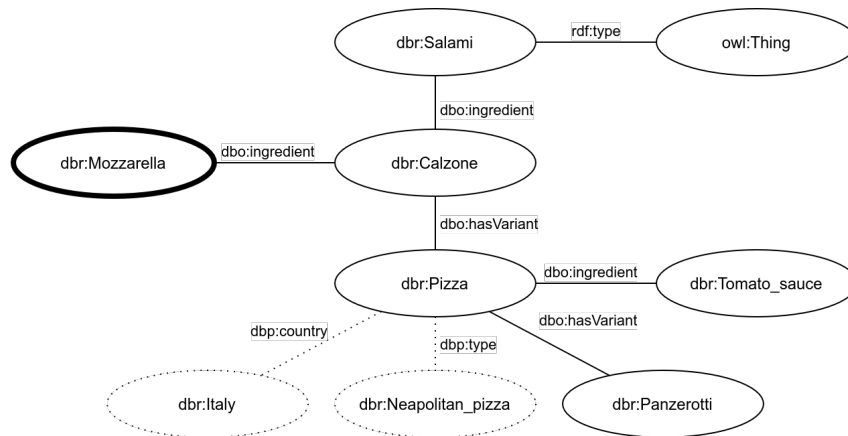 dbr:Salami
rdf:type
owl:Thing
dbo:ingredient
dbr:Mozzarella
dbo:ingredient
dbr:Calzone
dbo:hasVariant
dbr:Pizza
dbo:ingredient
dbr:Tomato_sauce
dbp:country
dbp:type
dbo:hasVariant
dbr:Italy
dbr:Neapolitan_pizza
dbr:Panzerotti